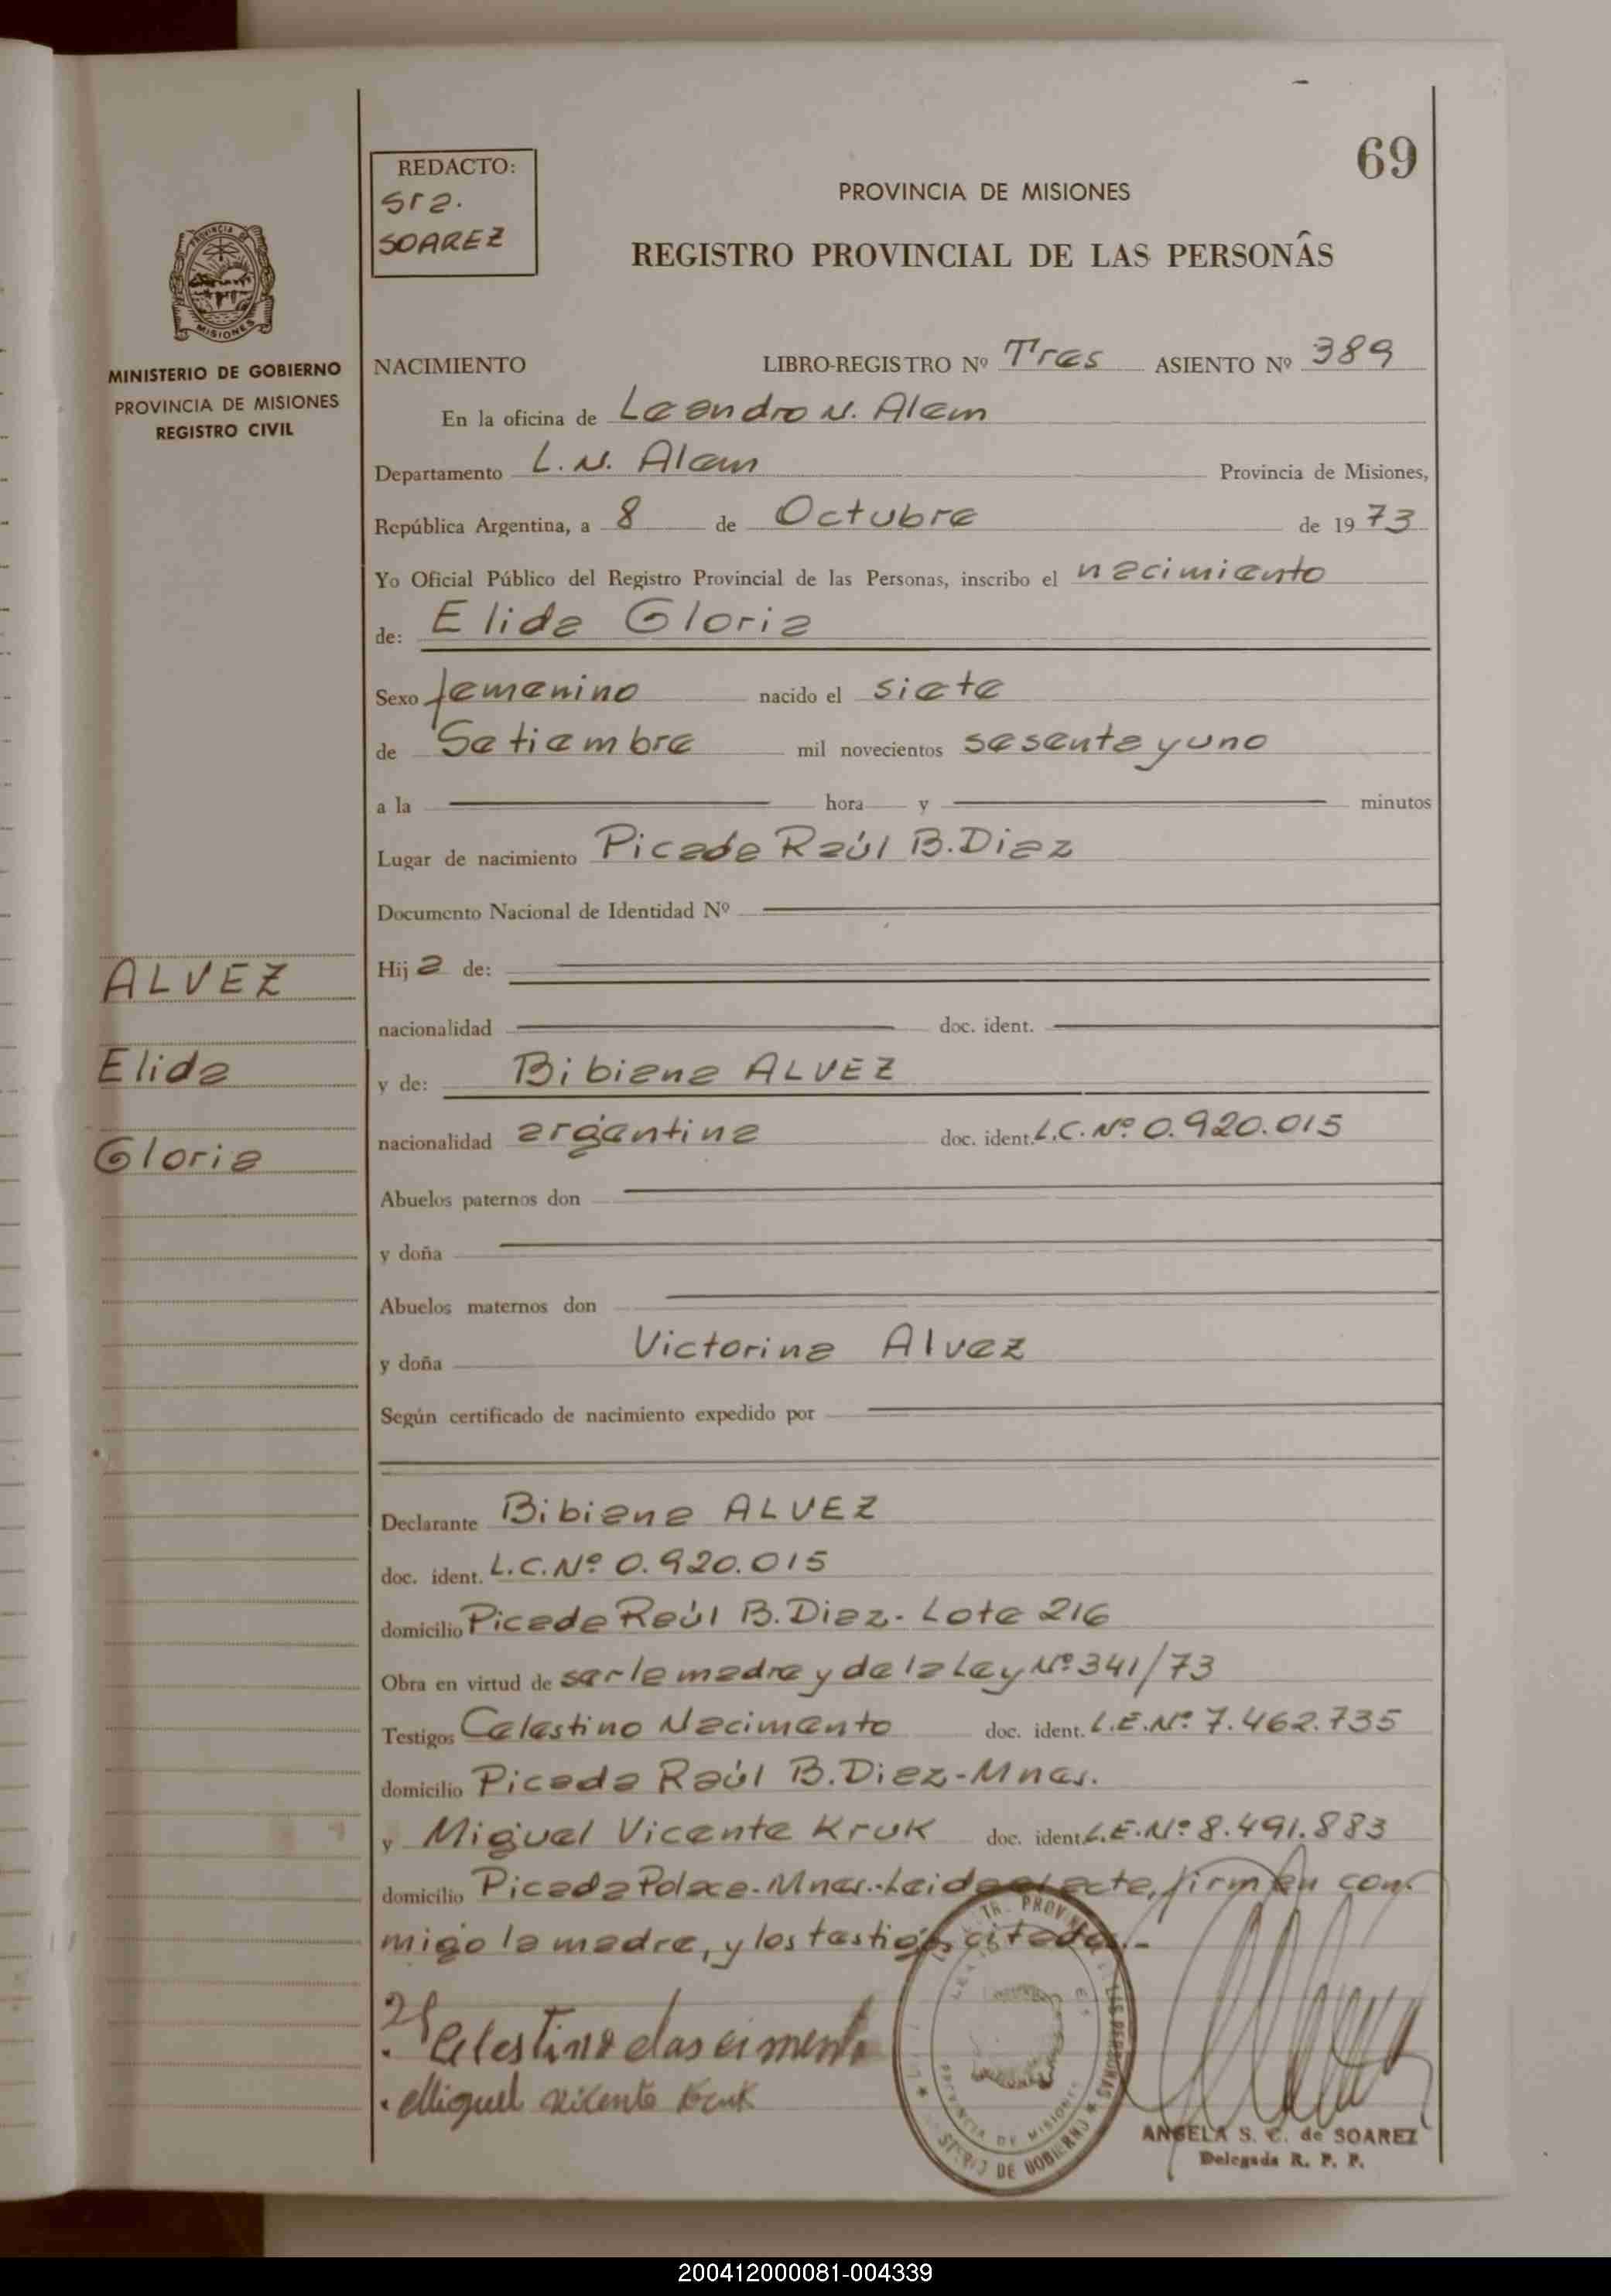 69
REDACTO:
Sra.
SOAREZ
PROVINCIA DE MISIONES
REGISTRO PROVINCIAL DE LAS PERSONAS
MISIONES
MINISTERIO DE GOBIERNO
PROVINCIA DE MISIONES
REGISTRO CIVIL
NACIMIENTO LIBRO-REGISTRO Nº Tres ASIENTO Nº 389
En la oficina de Leandro N. Alem
Departamento L. N. Alem Provincia de Misiones,
República Argentina, a 8 de Octubre de 1973
Yo Oficial Público del Registro Provincial de las Personas, inscribo el nacimiento
de: Elida Gloria
Sexo femenino nacido el siete
de Setiembre mil novecientos sesenta y uno
a la hora y minutos
Lugar de nacimiento Picada Raúl B. Diaz
Documento Nacional de Identidad Nº
Hija de:
ALVEZ
nacionalidad doc. ident.
Elida
y de: Bibiana ALVEZ
nacionalidad argentina doc. ident. L.C. Nº 0.920.015
Gloria
Abuelos paternos don
y doña
Abuelos maternos don
y doña Victorina Alvez
Según certificado de nacimiento expedido por
Declarante Bibiana ALVEZ
doc. ident. L.C. Nº 0.920.015
domicilio Picada Raúl B. Diaz - Lote 216
Obra en virtud de ser la madre y de la Ley Nº 341/73
Testigos Celestino Nacimento doc. ident. L.E. Nº 7.462.735
domicilio Picada Raúl B. Diaz - Mnes.
y Miguel Vicente Kruk doc. ident. L.E. Nº 8.491.883
domicilio Picada Polaca - Mnes.- Leida el acta, firman con-
migo la madre, y los testigos citados.-
Celestino
Miguel Vicente Kruk
PROVINCIA DE MISIONES
DE GOBIERNO
ANGELA S. C. de SOAREZ
Delegada R. P. P.
200412000081-004339